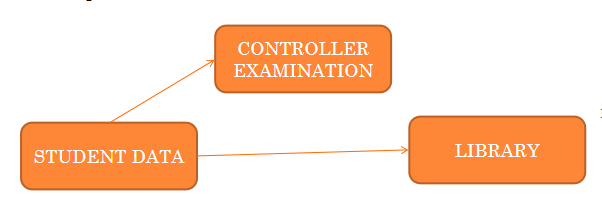 CONTROLLER
EXAMINATION
STUDENT DATA
LIBRARY